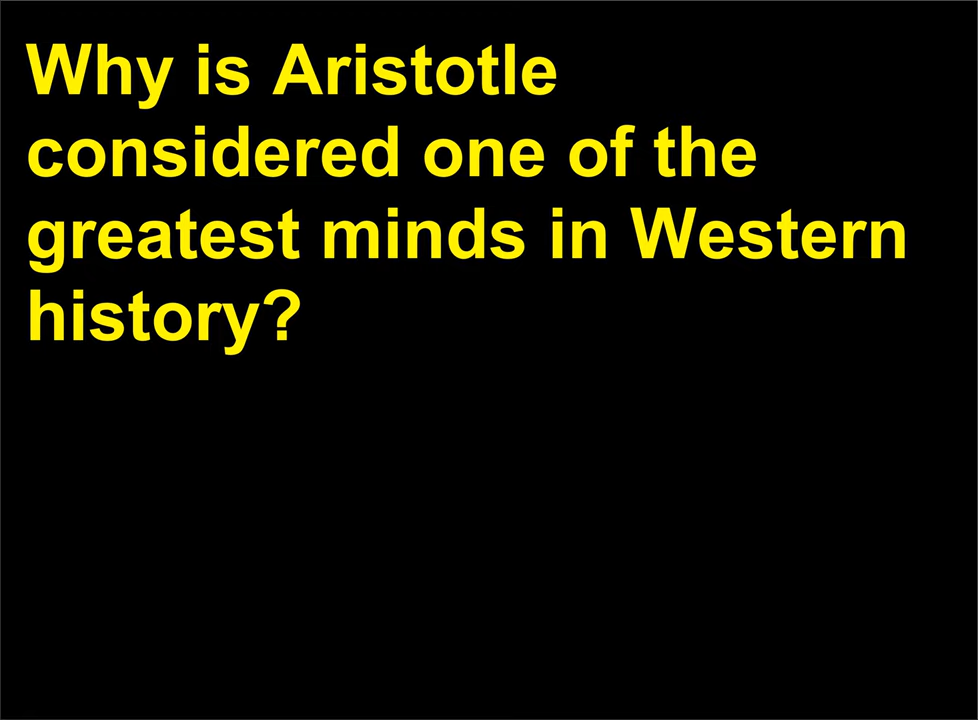 Why is Aristotle
considered one of the
greatest minds in Western
history?